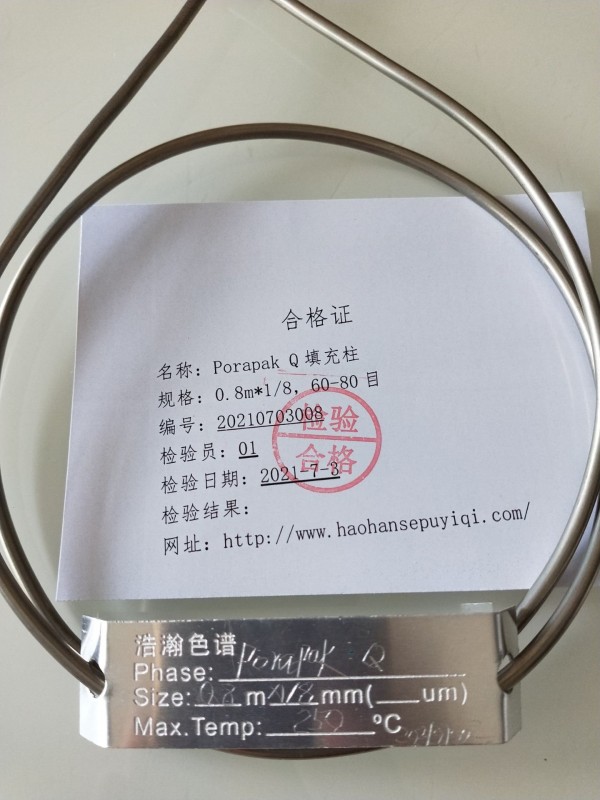 合格证
名称：Porapak Q 填充柱
规格：0.8m*1/8，60-80 目
编号：20210703008
检验员：01
检验日期：2021-7-3
检验结果：
网址：http://www.haohansepuyiqi.com/
检验
合格
浩瀚色谱
Phase: Porapak Q
Size: 0.8 m 1/8 mm(___um)
Max.Temp: 250 °C